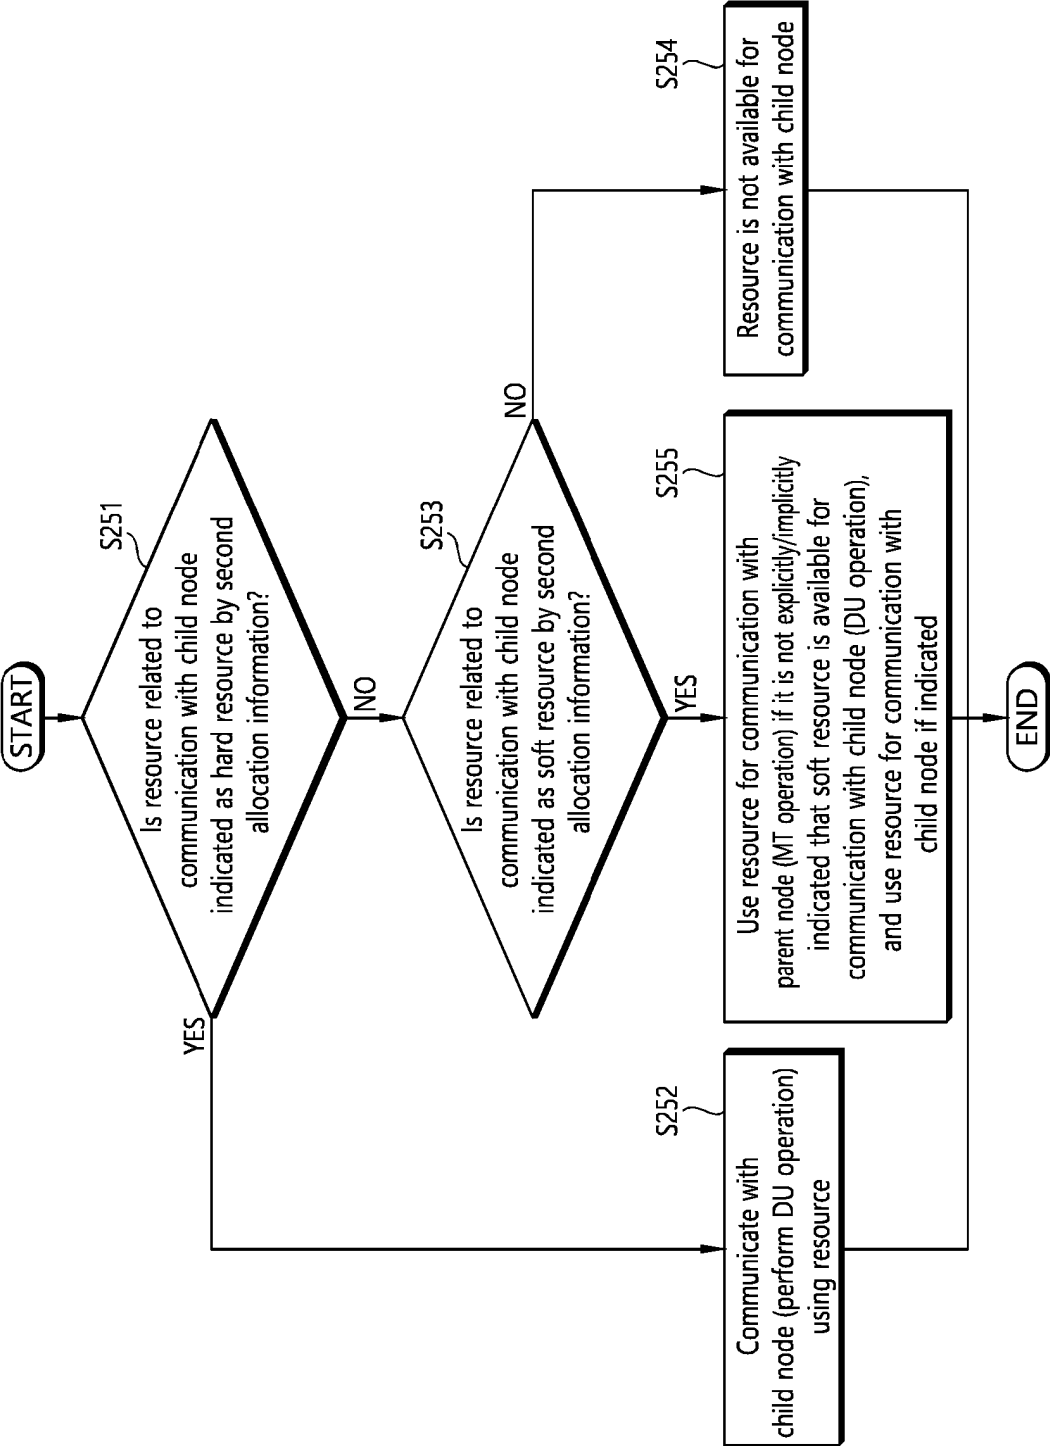 START
S251
Is resource related to
communication with child node
indicated as hard resource by second
allocation information?
YES
NO
S253
Is resource related to
communication with child node
indicated as soft resource by second
allocation information?
NO
YES
S252
Communicate with
child node (perform DU operation)
using resource
S255
Use resource for communication with
parent node (MT operation) if it is not explicitly/implicitly
indicated that soft resource is available for
communication with child node (DU operation),
and use resource for communication with
child node if indicated
S254
Resource is not available for
communication with child node
END